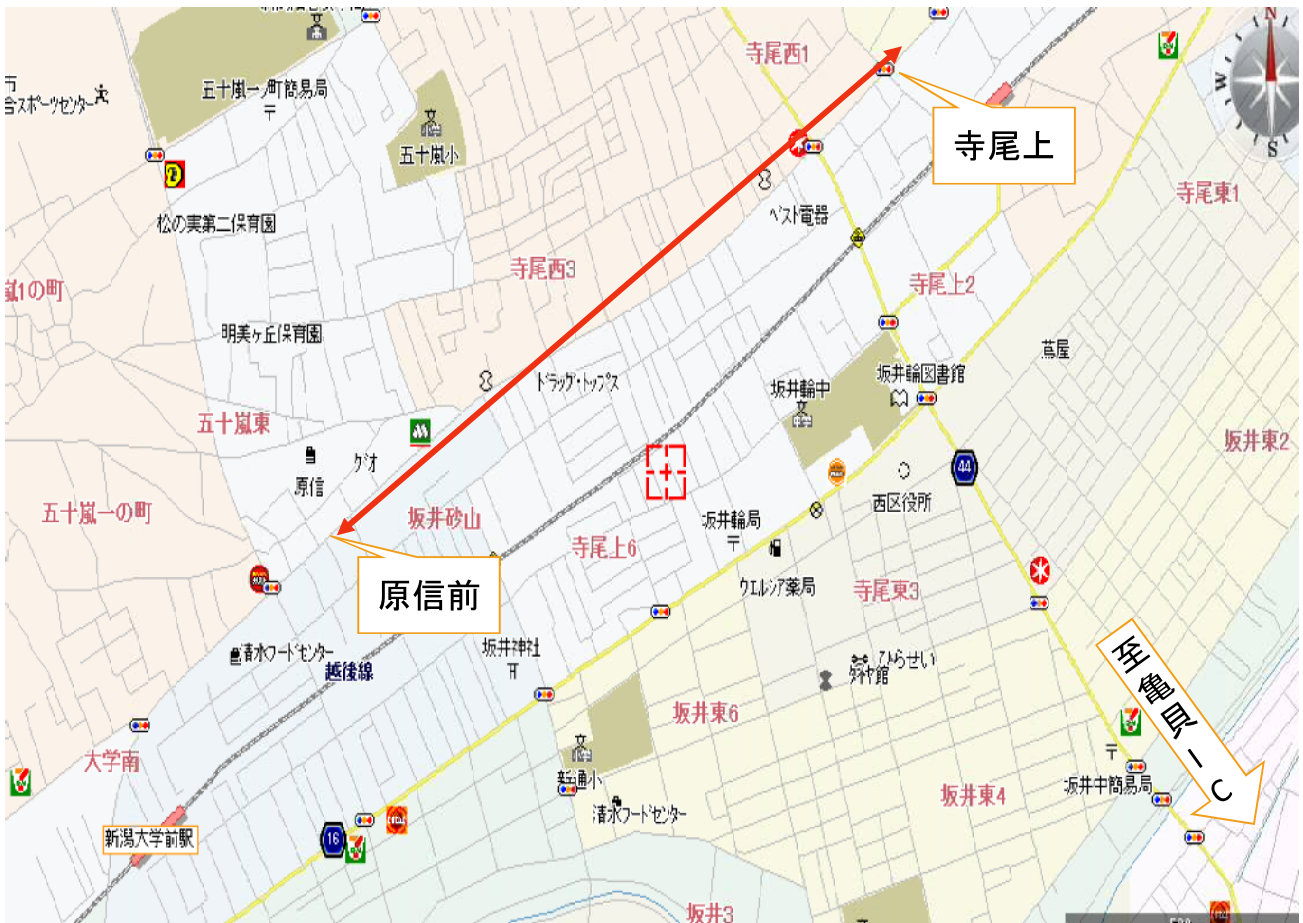 寺尾西1
五十嵐一ノ町簡易局
五十嵐小
寺尾上
N
W
S
松の実第二保育園
ベスト電器
寺尾東1
寺尾西3
寺尾上2
嵐1の町
明美ヶ丘保育園
蔦屋
ドラッグ・トップス
坂井輪中
坂井輪図書館
五十嵐東
ゲオ
原信
坂井東2
44
西区役所
五十嵐一の町
坂井砂山
寺尾上6
坂井輪局
原信前
ウエルシア薬局
寺尾東3
清水フードセンター
越後線
坂井神社
ひらせい
ダイヤ館
至亀貝IC
坂井東6
大学南
新通小
坂井東4
坂井中簡易局
清水フードセンター
新潟大学前駅
16
坂井3